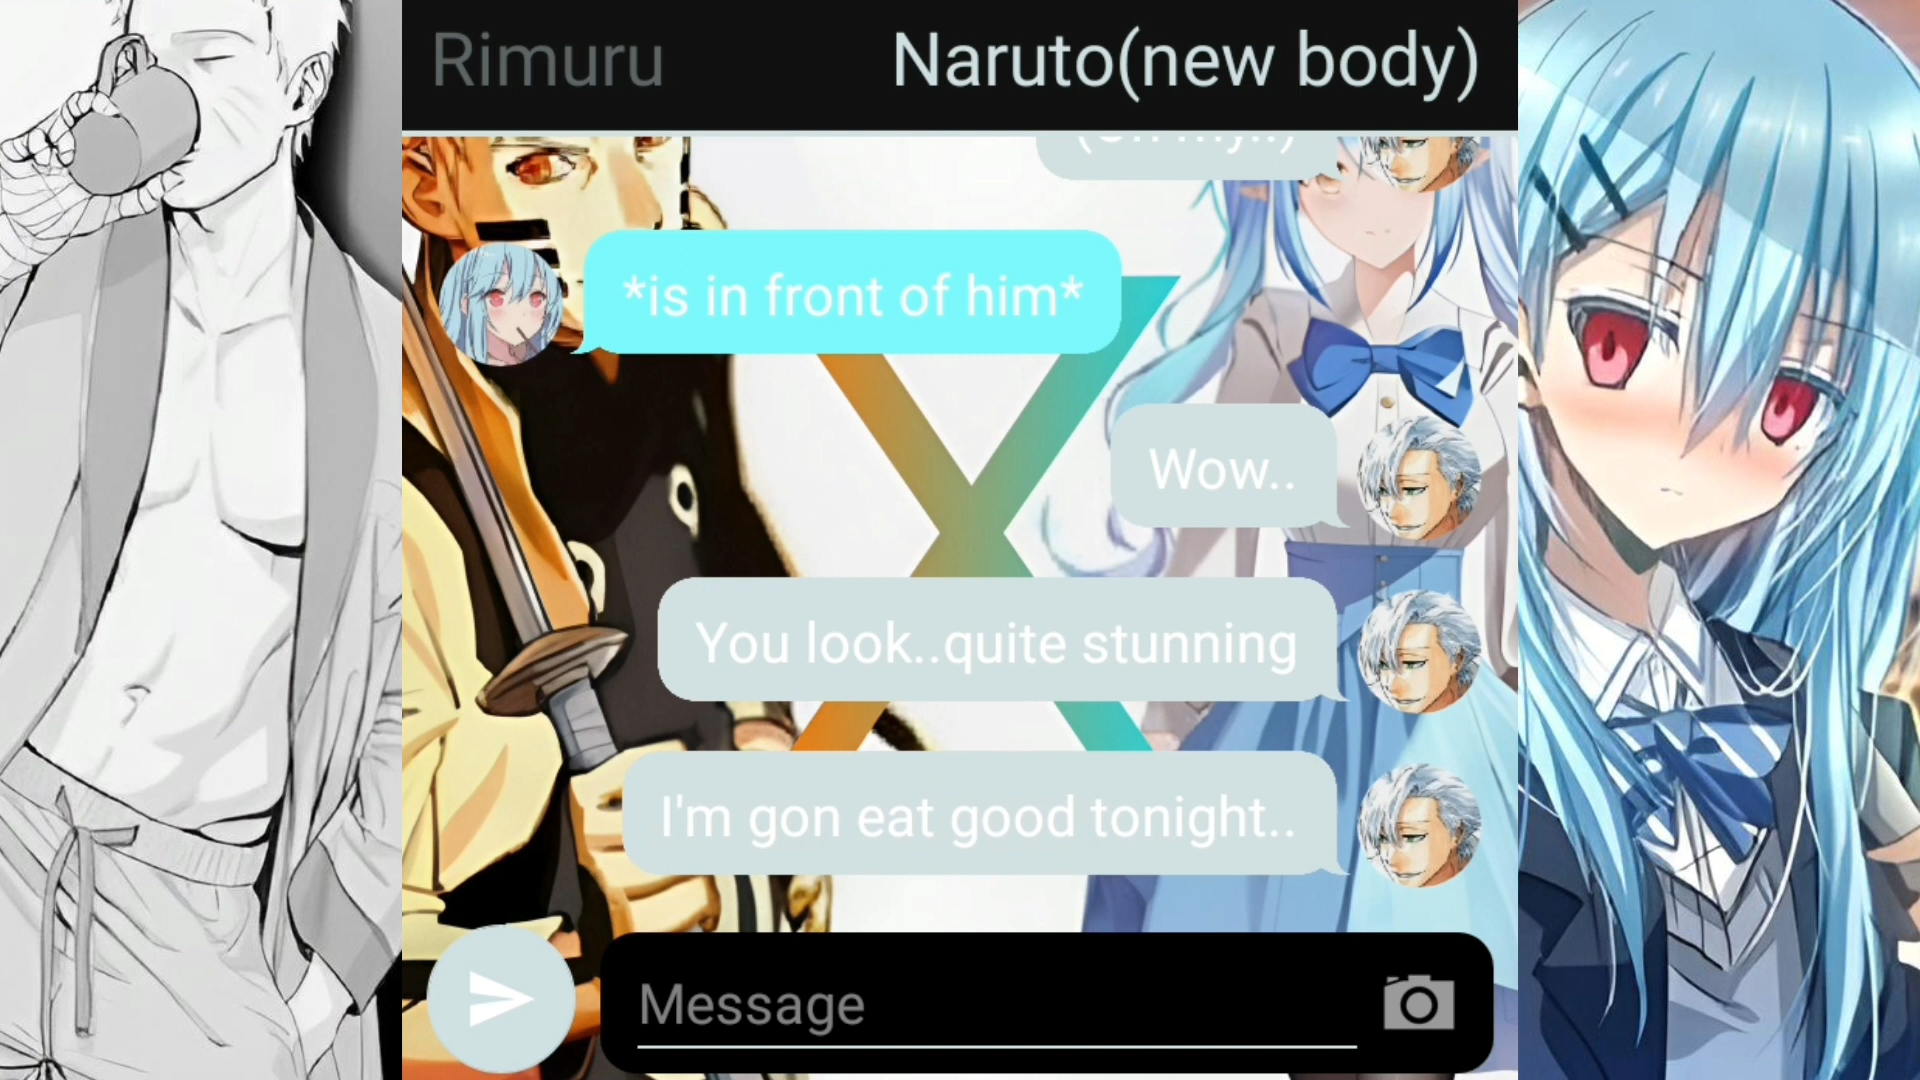 Rimuru
Naruto(new body)
*is in front of him*
Wow..
You look..quite stunning
I'm gon eat good tonight..
Message